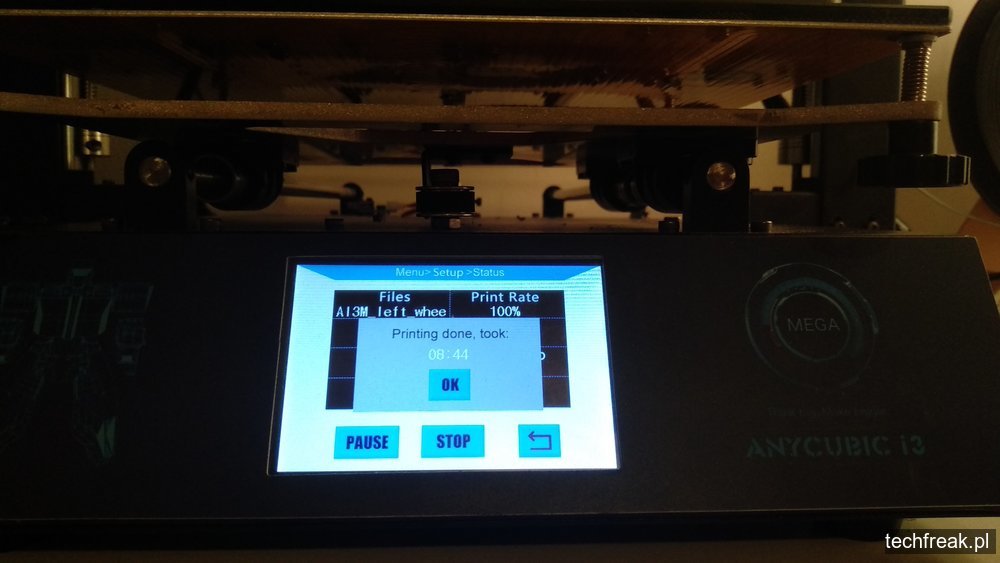 Menu> Setup >Status
Files
Print Rate
AI3M_left_whee
100%
Printing done, took:
08:44
OK
PAUSE
STOP
MEGA
ANYCUBIC i3
techfreak.pl